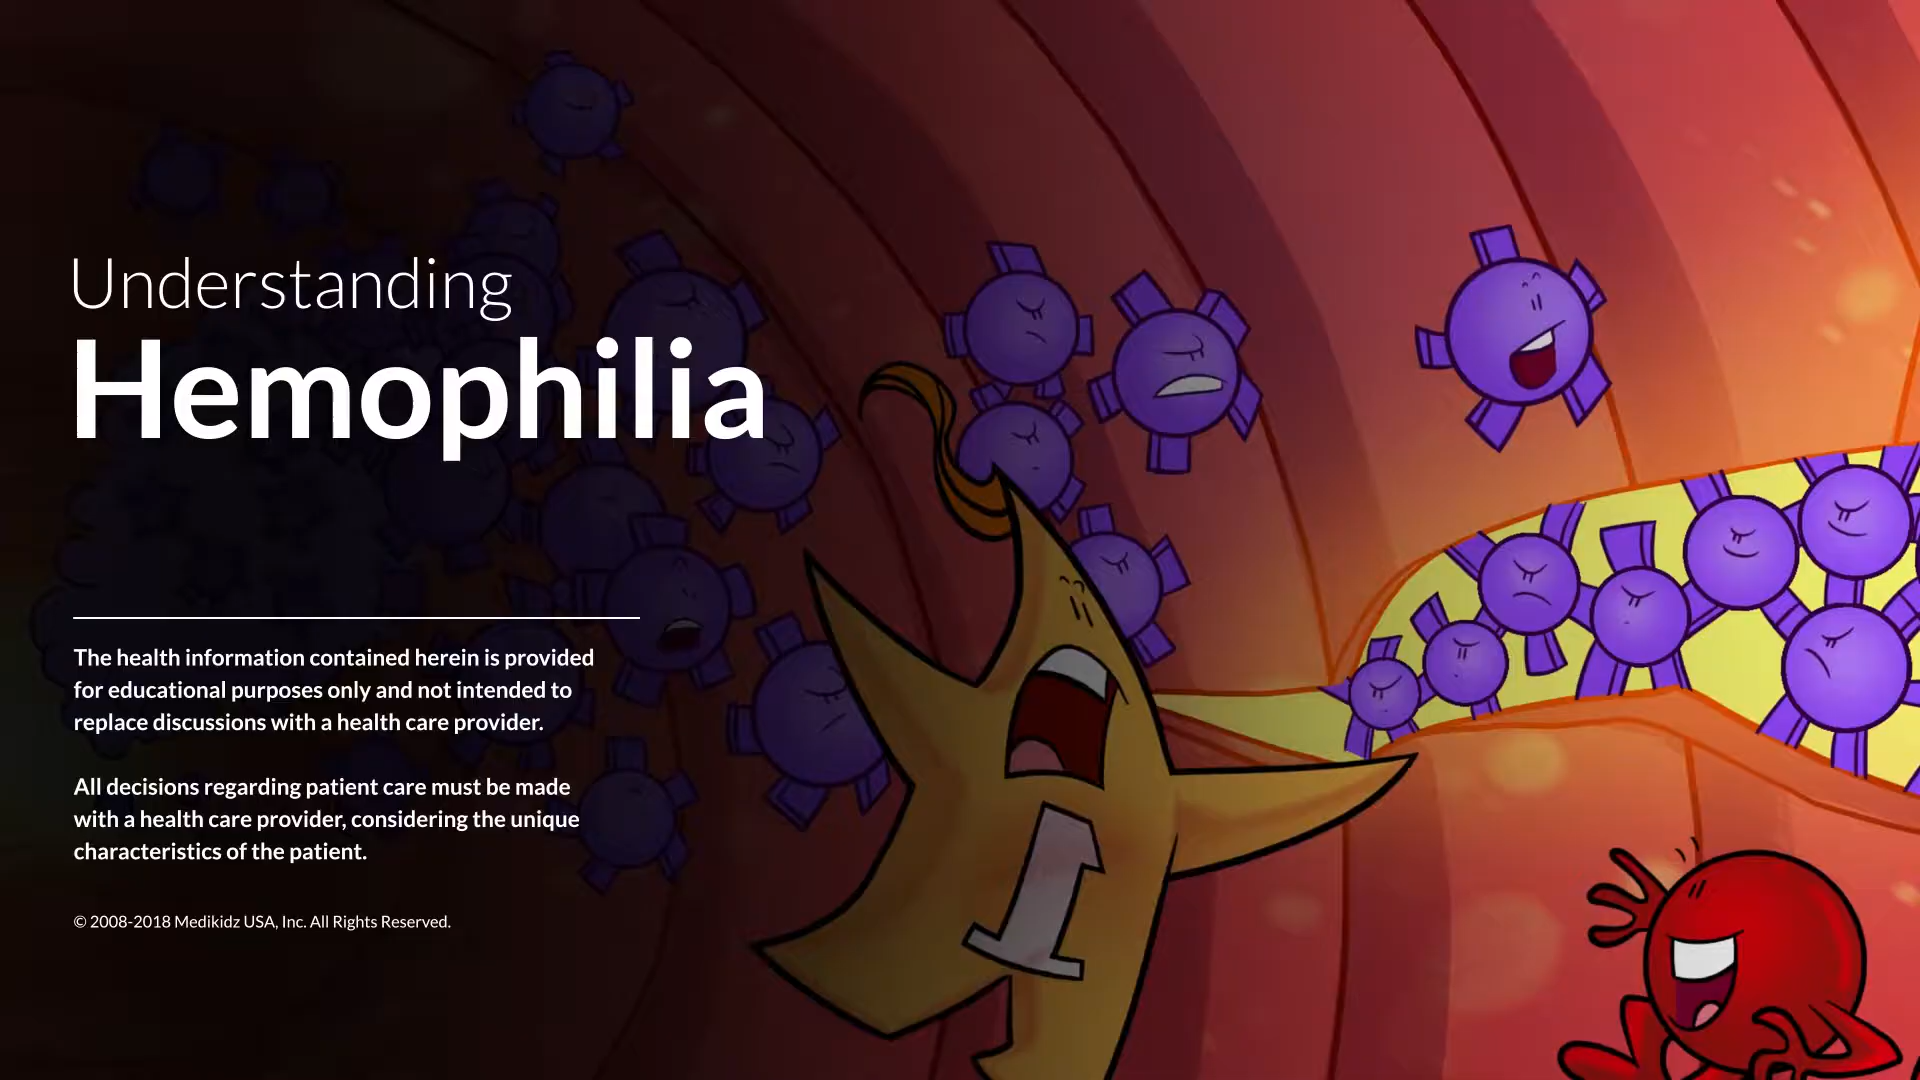 Understanding
Hemophilia
The health information contained herein is provided
for educational purposes only and not intended to
replace discussions with a health care provider.
All decisions regarding patient care must be made
with a health care provider, considering the unique
characteristics of the patient.
© 2008-2018 Medikidz USA, Inc. All Rights Reserved.
1